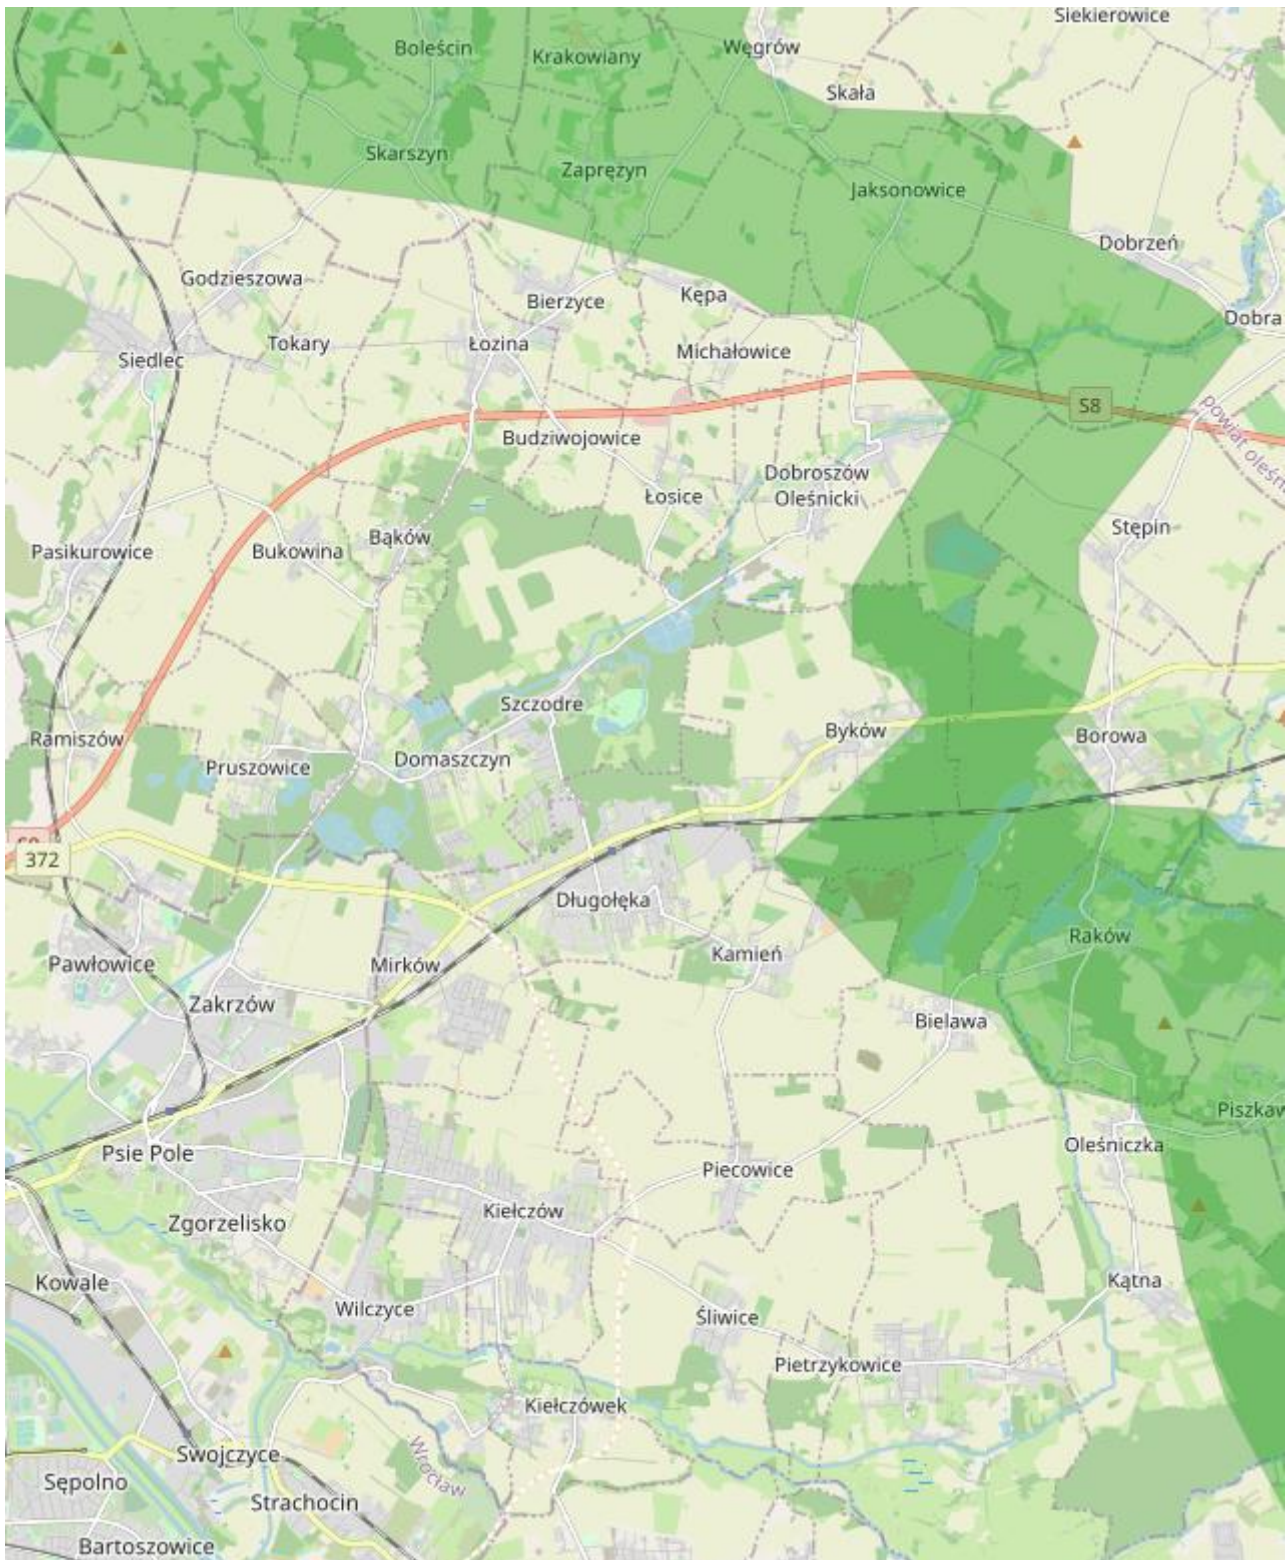 Siekierowice
Boleścin
Krakowiany
Węgrów
Skała
Skarszyn
Zaprężyn
Jaksonowice
Dobrzeń
Godzieszowa
Bierzyce
Kępa
Dobra
Siedlec
Tokary
Łozina
Michałowice
S8
powiat oleśn
Budziwojowice
Dobroszów
Oleśnicki
Łosice
Stępin
Pasikurowice
Bukowina
Bąków
Szczodre
Ramiszów
Byków
Borowa
Pruszowice
Domaszczyn
372
Długołęka
Raków
Pawłowice
Mirków
Kamień
Zakrzów
Bielawa
Piszkaw
Psie Pole
Oleśniczka
Piecowice
Zgorzelisko
Kiełczów
Kowale
Wilczyce
Kątna
Śliwice
Pietrzykowice
Kiełczówek
Swojczyce
Wrocław
Sępolno
Strachocin
Bartoszowice